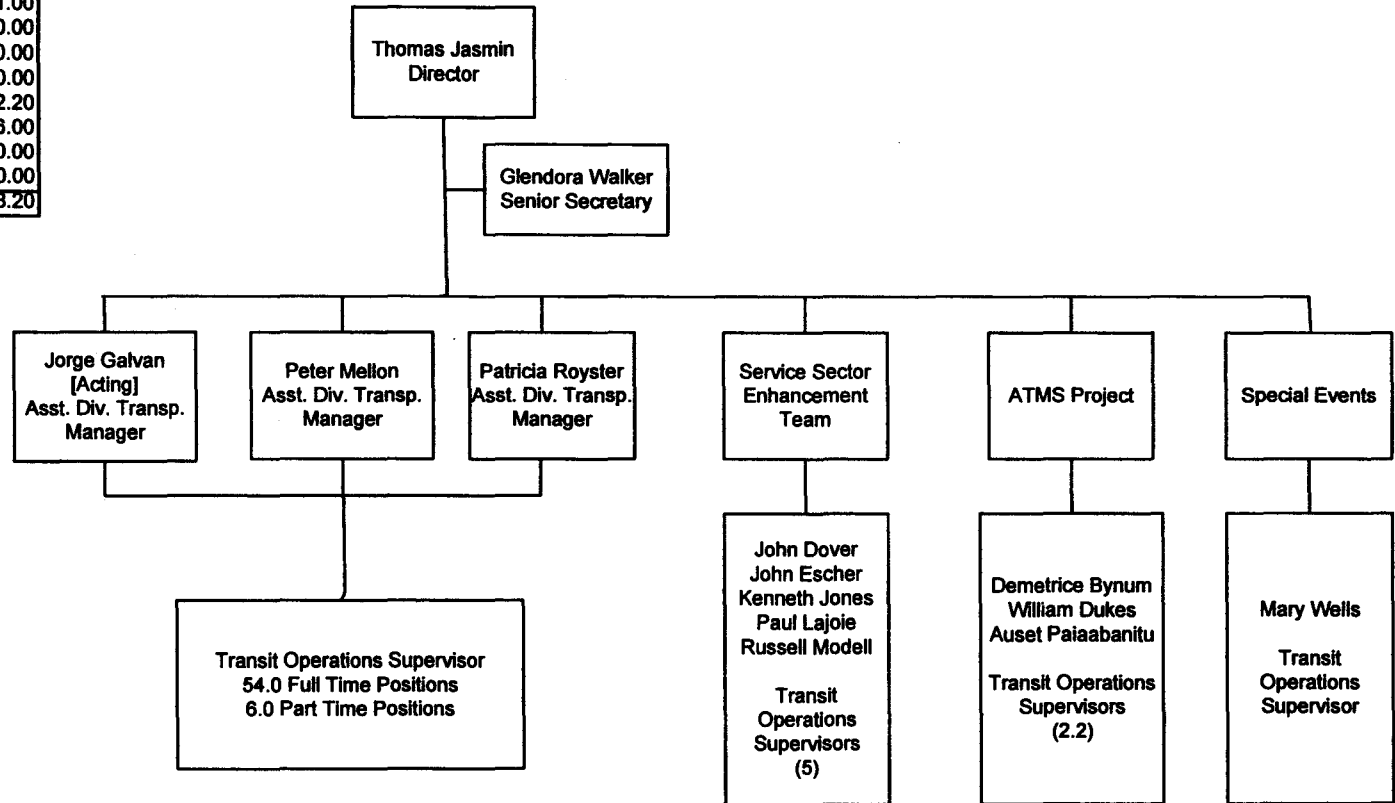 0.00
0.00
0.00
2.20
6.00
0.00
0.00
3.20
Thomas Jasmin
Director
Glendora Walker
Senior Secretary
Jorge Galvan
[Acting]
Asst. Div. Transp.
Manager
Peter Mellon
Asst. Div. Transp.
Manager
Patricia Royster
Asst. Div. Transp.
Manager
Service Sector
Enhancement
Team
ATMS Project
Special Events
Transit Operations Supervisor
54.0 Full Time Positions
6.0 Part Time Positions
John Dover
John Escher
Kenneth Jones
Paul Lajoie
Russell Modell
Transit
Operations
Supervisors
(5)
Demetrice Bynum
William Dukes
Auset Paiaabanitu
Transit Operations
Supervisors
(2.2)
Mary Wells
Transit
Operations
Supervisor